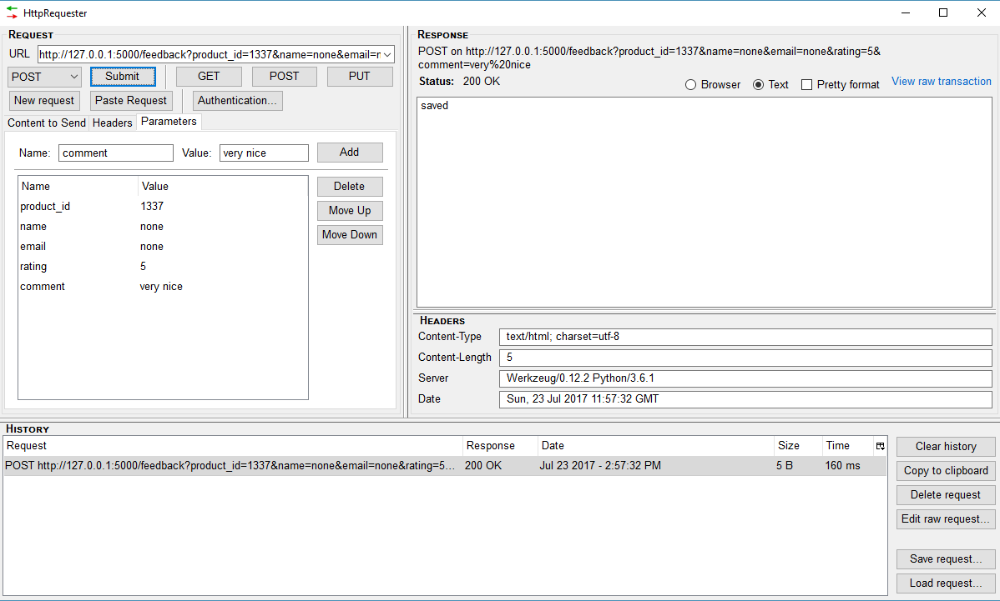 HttpRequester
REQUEST
URL http://127.0.0.1:5000/feedback?product_id=1337&name=none&email=r
POST Submit GET POST PUT
New request Paste Request Authentication...
Content to Send Headers Parameters
Name: comment Value: very nice Add
Name Value
product_id 1337
name none
email none
rating 5
comment very nice
Delete
Move Up
Move Down
RESPONSE
POST on http://127.0.0.1:5000/feedback?product_id=1337&name=none&email=none&rating=5&
comment=very%20nice
Status: 200 OK
Browser Text Pretty format View raw transaction
saved
HEADERS
Content-Type text/html; charset=utf-8
Content-Length 5
Server Werkzeug/0.12.2 Python/3.6.1
Date Sun, 23 Jul 2017 11:57:32 GMT
HISTORY
Request Response Date Size Time
POST http://127.0.0.1:5000/feedback?product_id=1337&name=none&email=none&rating=5... 200 OK Jul 23 2017 - 2:57:32 PM 5 B 160 ms
Clear history
Copy to clipboard
Delete request
Edit raw request...
Save request...
Load request...